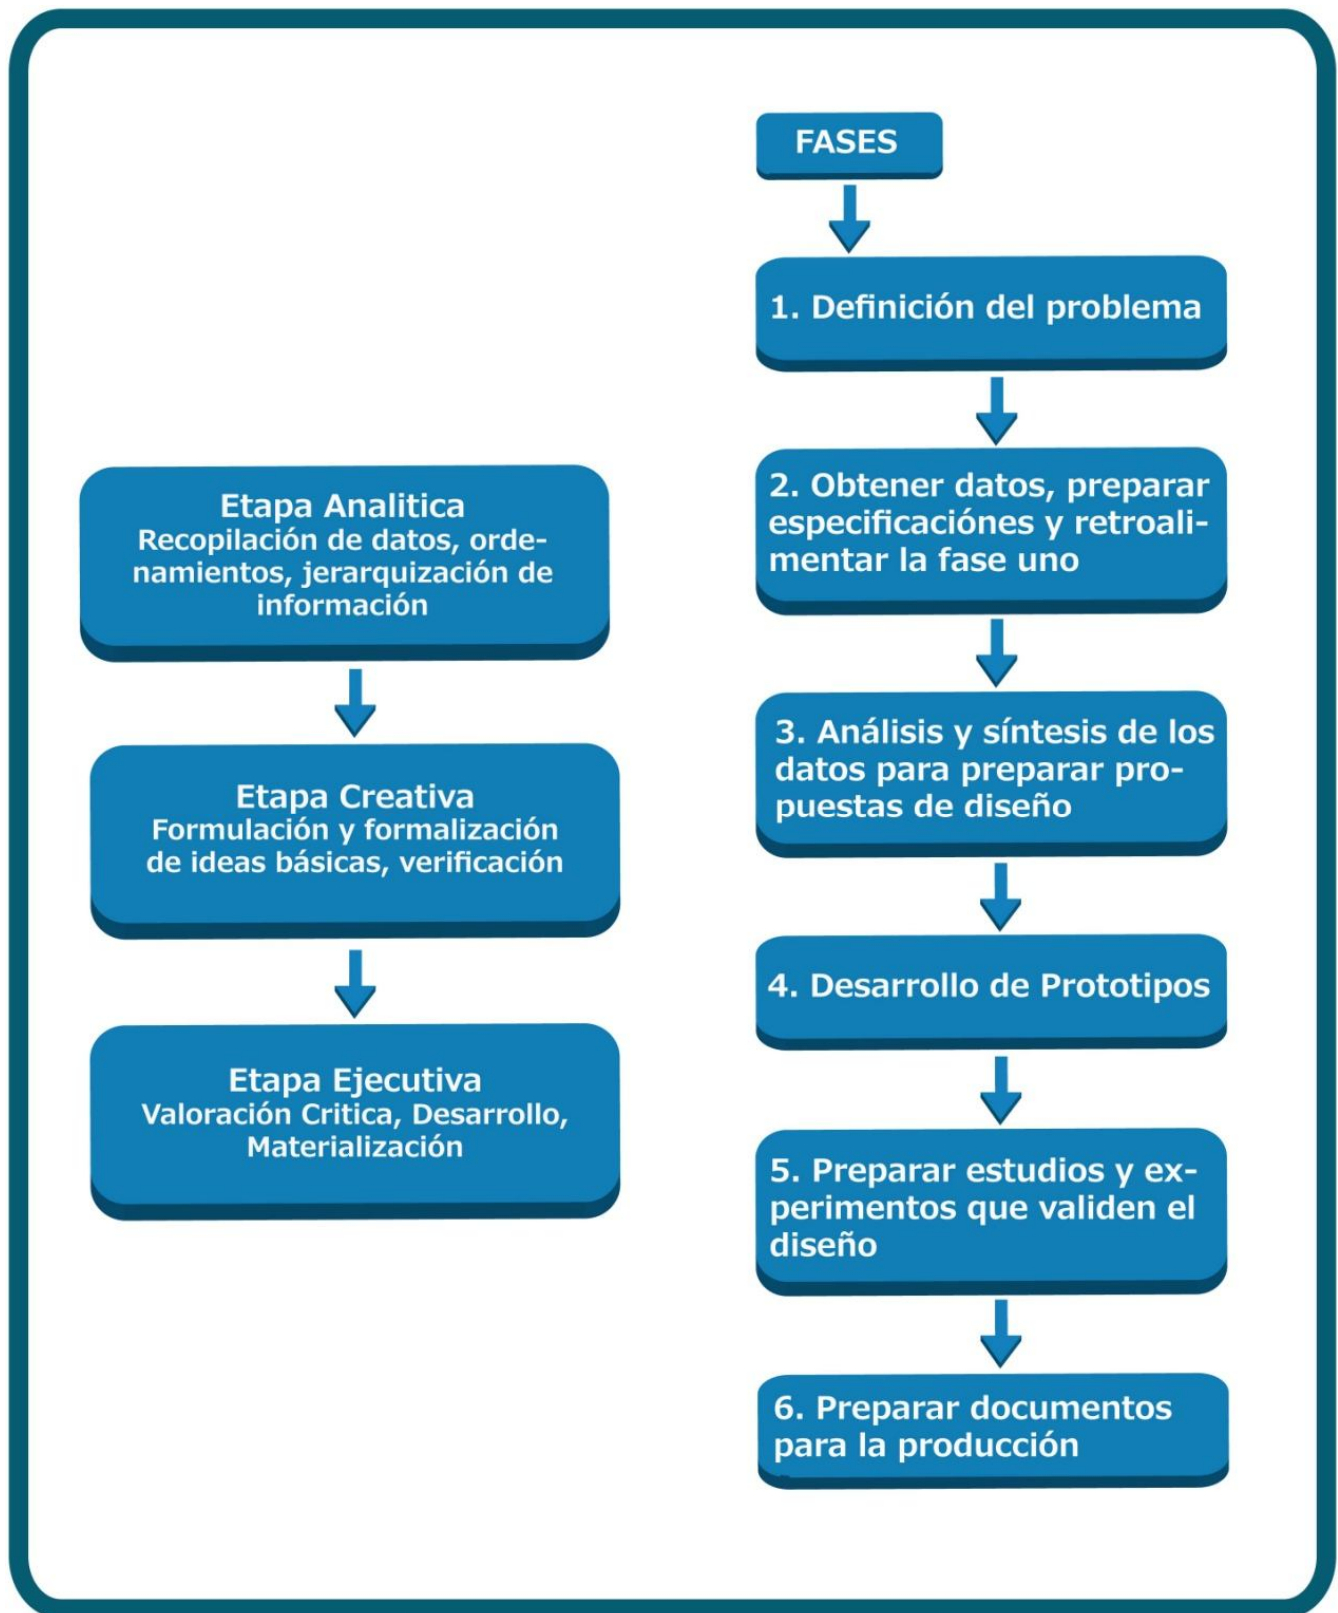 FASES
1. Definición del problema
2. Obtener datos, preparar
especificaciónes y retroali-
mentar la fase uno
3. Análisis y síntesis de los
datos para preparar pro-
puestas de diseño
4. Desarrollo de Prototipos
5. Preparar estudios y ex-
perimentos que validen el
diseño
6. Preparar documentos
para la producción
Etapa Analitica
Recopilación de datos, orde-
namientos, jerarquización de
información
Etapa Creativa
Formulación y formalización
de ideas básicas, verificación
Etapa Ejecutiva
Valoración Critica, Desarrollo,
Materialización